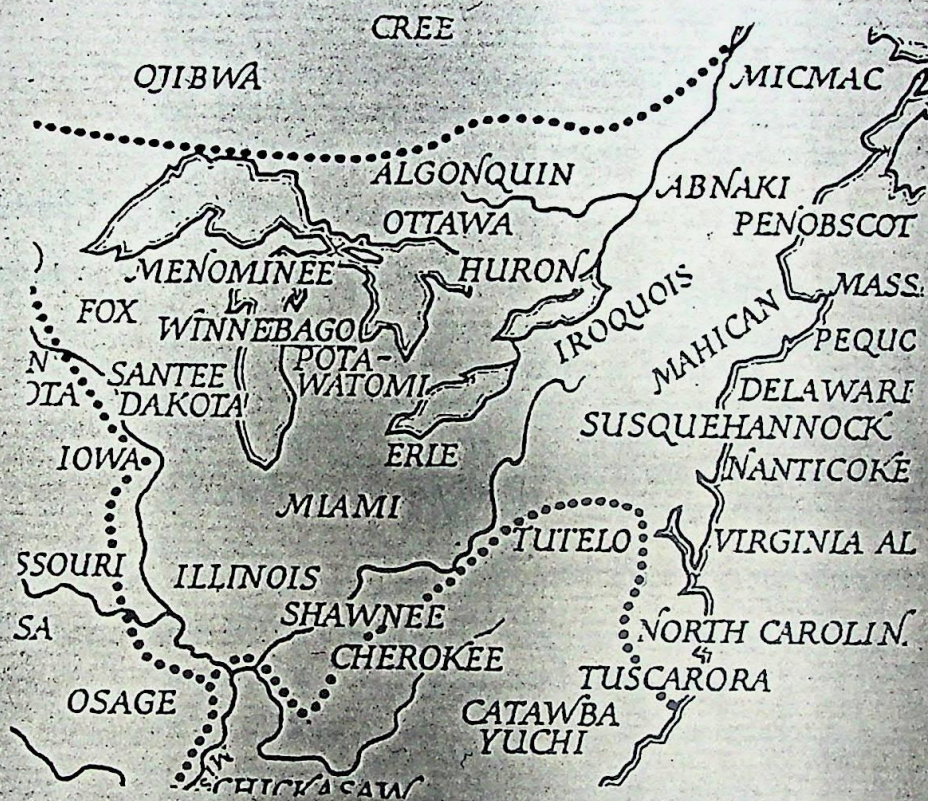 CREE
OJIBWA
MICMAC
ALGONQUIN
ABNAKI
OTTAWA
PENOBSCOT
MENOMINEE
HURON
IROQUOIS
MASS.
FOX
WINNEBAGO
MAHICAN
PEQUC
POTA-
WATOMI
N
OTA
SANTEE
DAKOTA
DELAWARI
SUSQUEHANNOCK
ERIE
IOWA
NANTICOKE
MIAMI
TUTELO
VIRGINIA AL
SSOURI
ILLINOIS
SHAWNEE
SA
NORTH CAROLIN.
CHEROKEE
TUSCARORA
OSAGE
CATAWBA
YUCHI
CHICKASAW